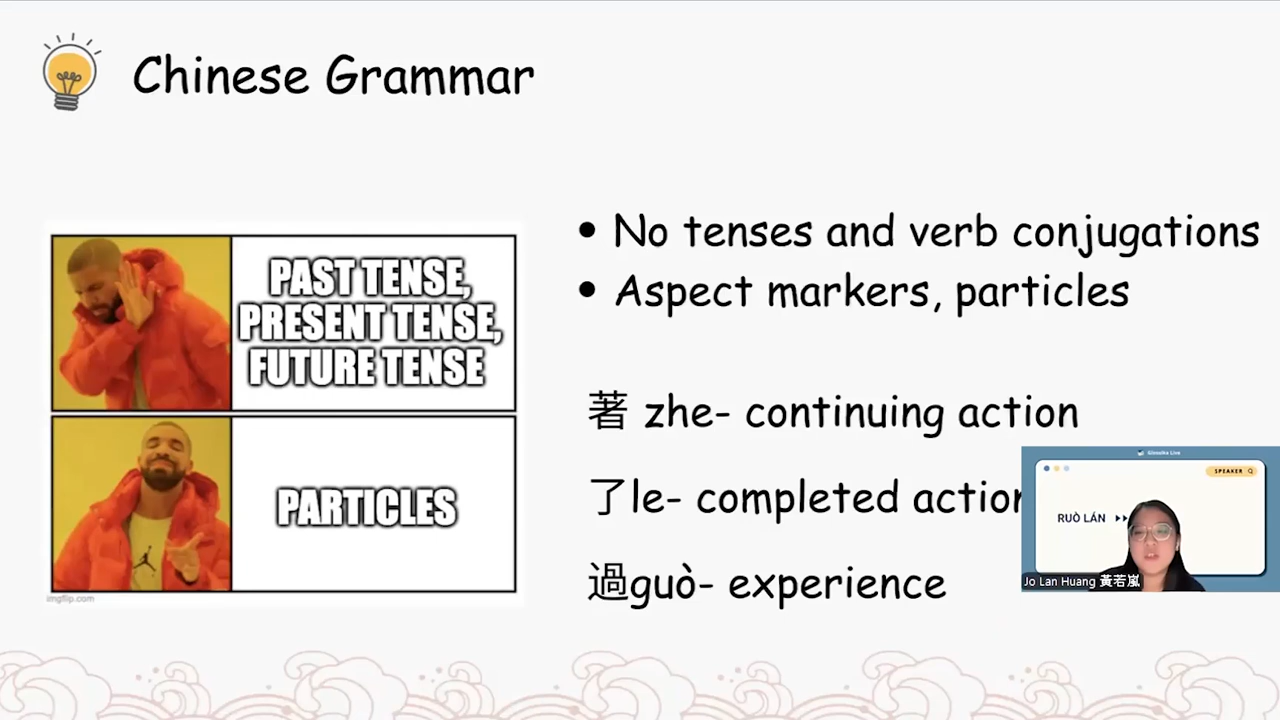 Chinese Grammar
PAST TENSE,
PRESENT TENSE,
FUTURE TENSE
PARTICLES
imgflip.com
• No tenses and verb conjugations
• Aspect markers, particles
著 zhe- continuing action
了le- completed action
過guò- experience
Gimaiko Live
SPEAKER
RUÒ LÁN
Jo Lan Huang 黃若嵐